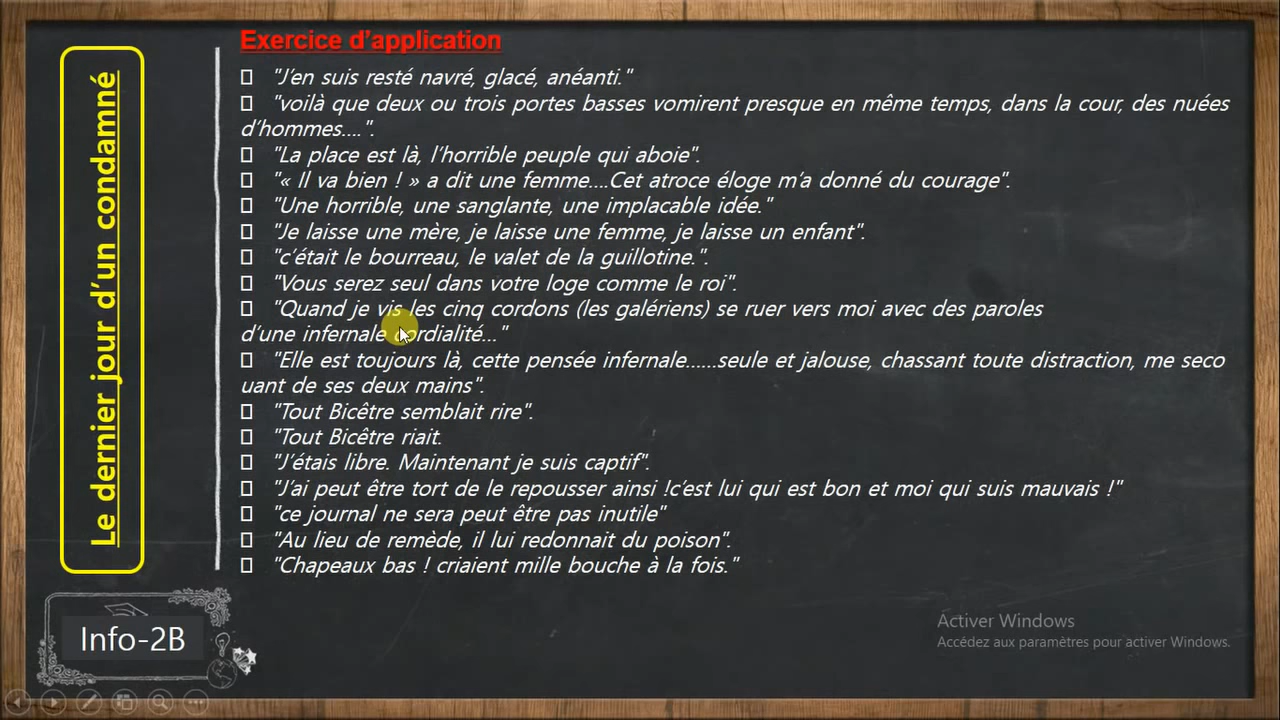 Exercice d'application
Le dernier jour d'un condamné
▯ "J'en suis resté navré, glacé, anéanti."
▯ "voilà que deux ou trois portes basses vomirent presque en même temps, dans la cour, des nuées
d'hommes....".
▯ "La place est là, l'horrible peuple qui aboie".
▯ "« Il va bien ! » a dit une femme....Cet atroce éloge m'a donné du courage".
▯ "Une horrible, une sanglante, une implacable idée."
▯ "Je laisse une mère, je laisse une femme, je laisse un enfant".
▯ "c'était le bourreau, le valet de la guillotine.".
▯ "Vous serez seul dans votre loge comme le roi".
▯ "Quand je vis les cinq cordons (les galériens) se ruer vers moi avec des paroles
d'une infernale cordialité..."
▯ "Elle est toujours là, cette pensée infernale......seule et jalouse, chassant toute distraction, me seco
uant de ses deux mains".
▯ "Tout Bicêtre semblait rire".
▯ "Tout Bicêtre riait.
▯ "J'étais libre. Maintenant je suis captif".
▯ "J'ai peut être tort de le repousser ainsi !c'est lui qui est bon et moi qui suis mauvais !"
▯ "ce journal ne sera peut être pas inutile"
▯ "Au lieu de remède, il lui redonnait du poison".
▯ "Chapeaux bas ! criaient mille bouche à la fois."
Info-2B
Activer Windows
Accédez aux paramètres pour activer Windows.